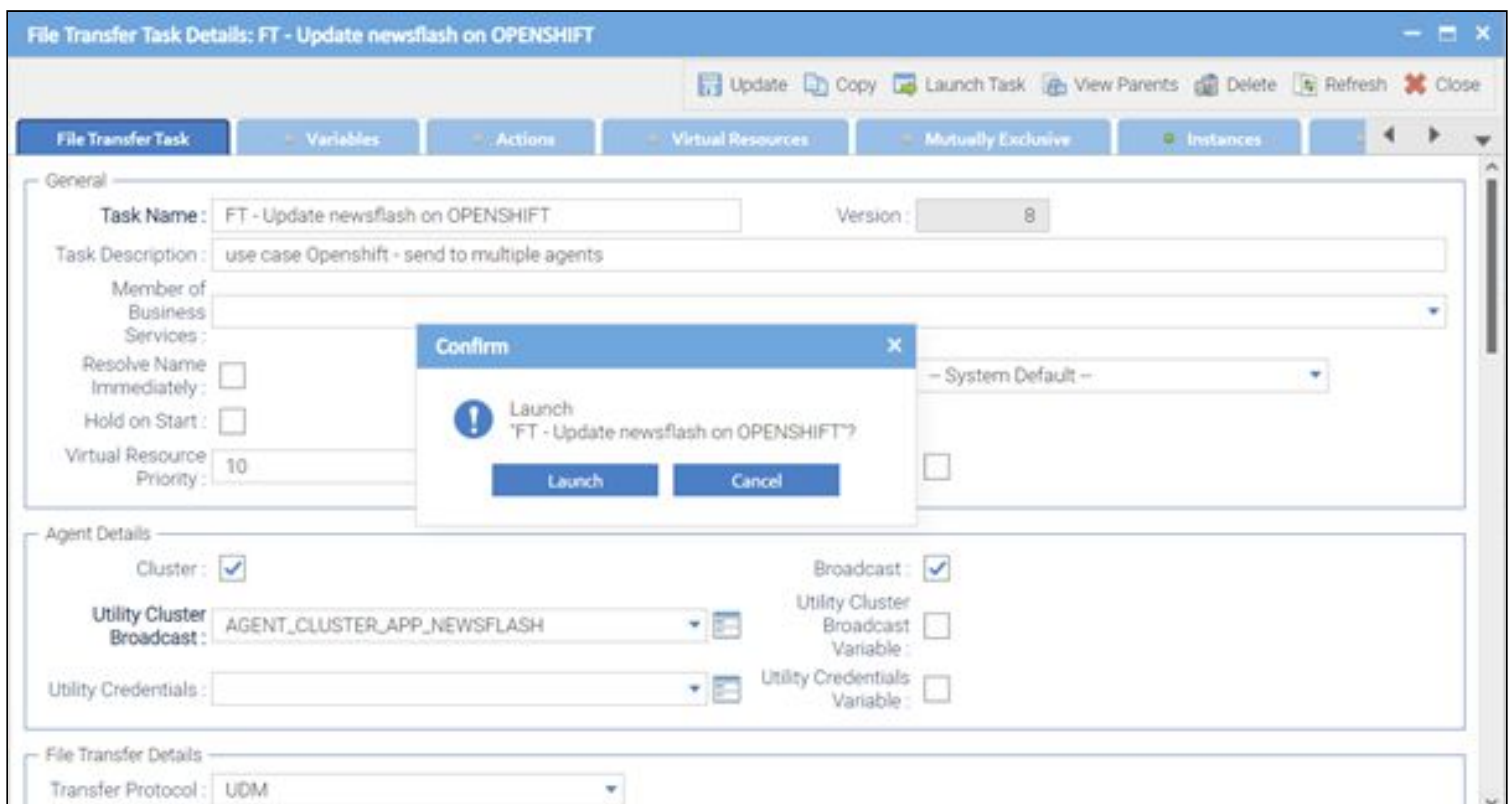 File Transfer Task Details: FT - Update newsflash on OPENSHIFT
Update Copy Launch Task View Parents Delete Refresh Close
File Transfer Task Variables Actions Virtual Resources Mutually Exclusive Instances
General
Task Name : FT - Update newsflash on OPENSHIFT Version : 8
Task Description : use case Openshift - send to multiple agents
Member of
Business
Services :
Resolve Name
Immediately :
-- System Default --
Hold on Start :
Virtual Resource
Priority : 10
Confirm
Launch
"FT - Update newsflash on OPENSHIFT"?
Launch Cancel
Agent Details
Cluster : Broadcast :
Utility Cluster
Broadcast : AGENT_CLUSTER_APP_NEWSFLASH
Utility Cluster
Broadcast
Variable :
Utility Credentials :
Utility Credentials
Variable :
File Transfer Details
Transfer Protocol : UDM